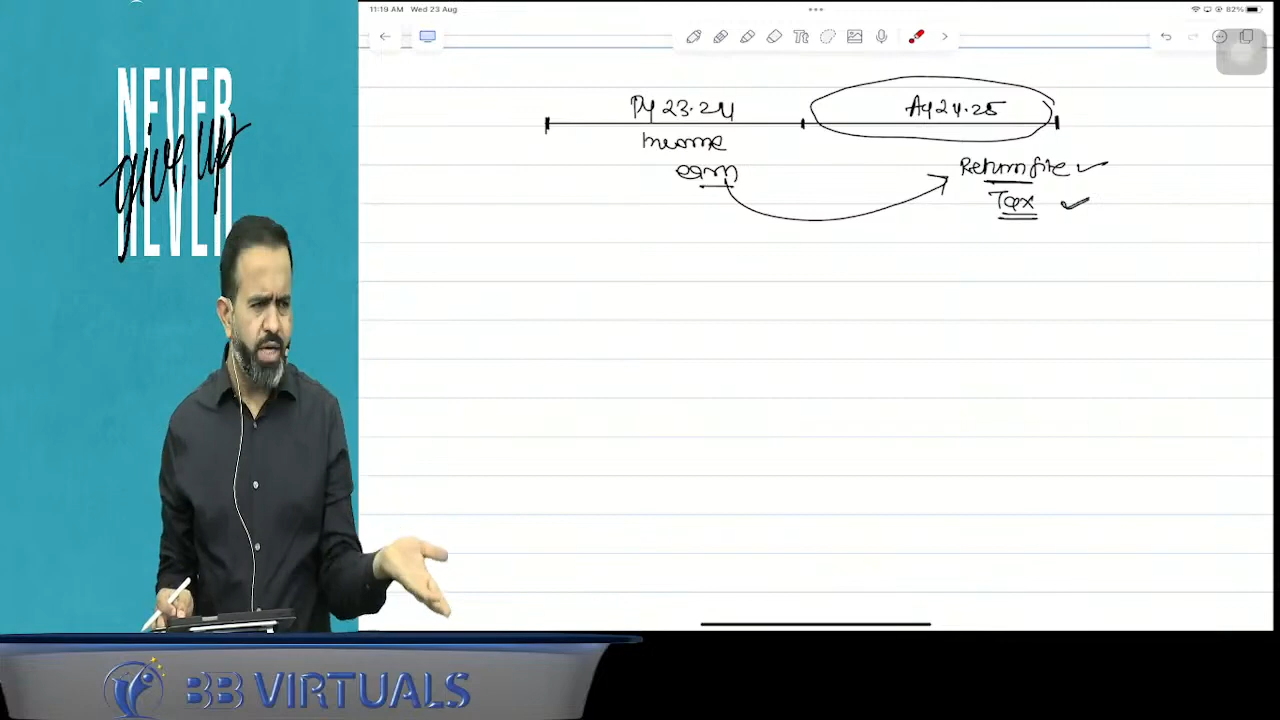 11:19 AM Wed 23 Aug
82%
NEVER
give up
NEVER
Tt
Py 23.24
Ay 24.25
Income
earn
Return file
Tax
BB VIRTUALS